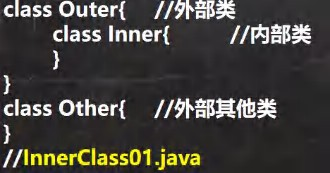 class Outer{ //外部类
class Inner{ //内部类
}
}
class Other{ //外部其他类
}
//InnerClass01.java